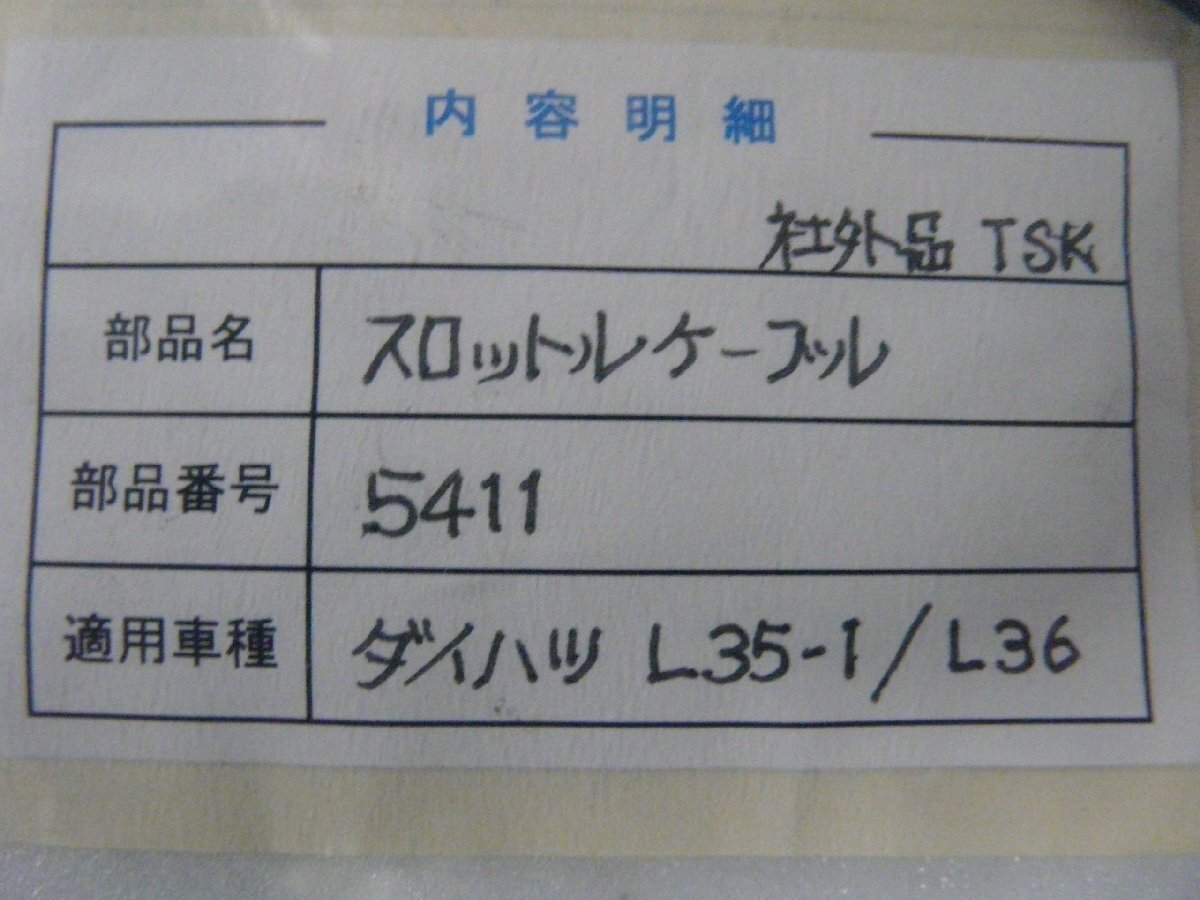 内容明細
社外品 TSK
部品名 スロットルケーブル
部品番号 5411
適用車種 ダイハツ L35-1/L36